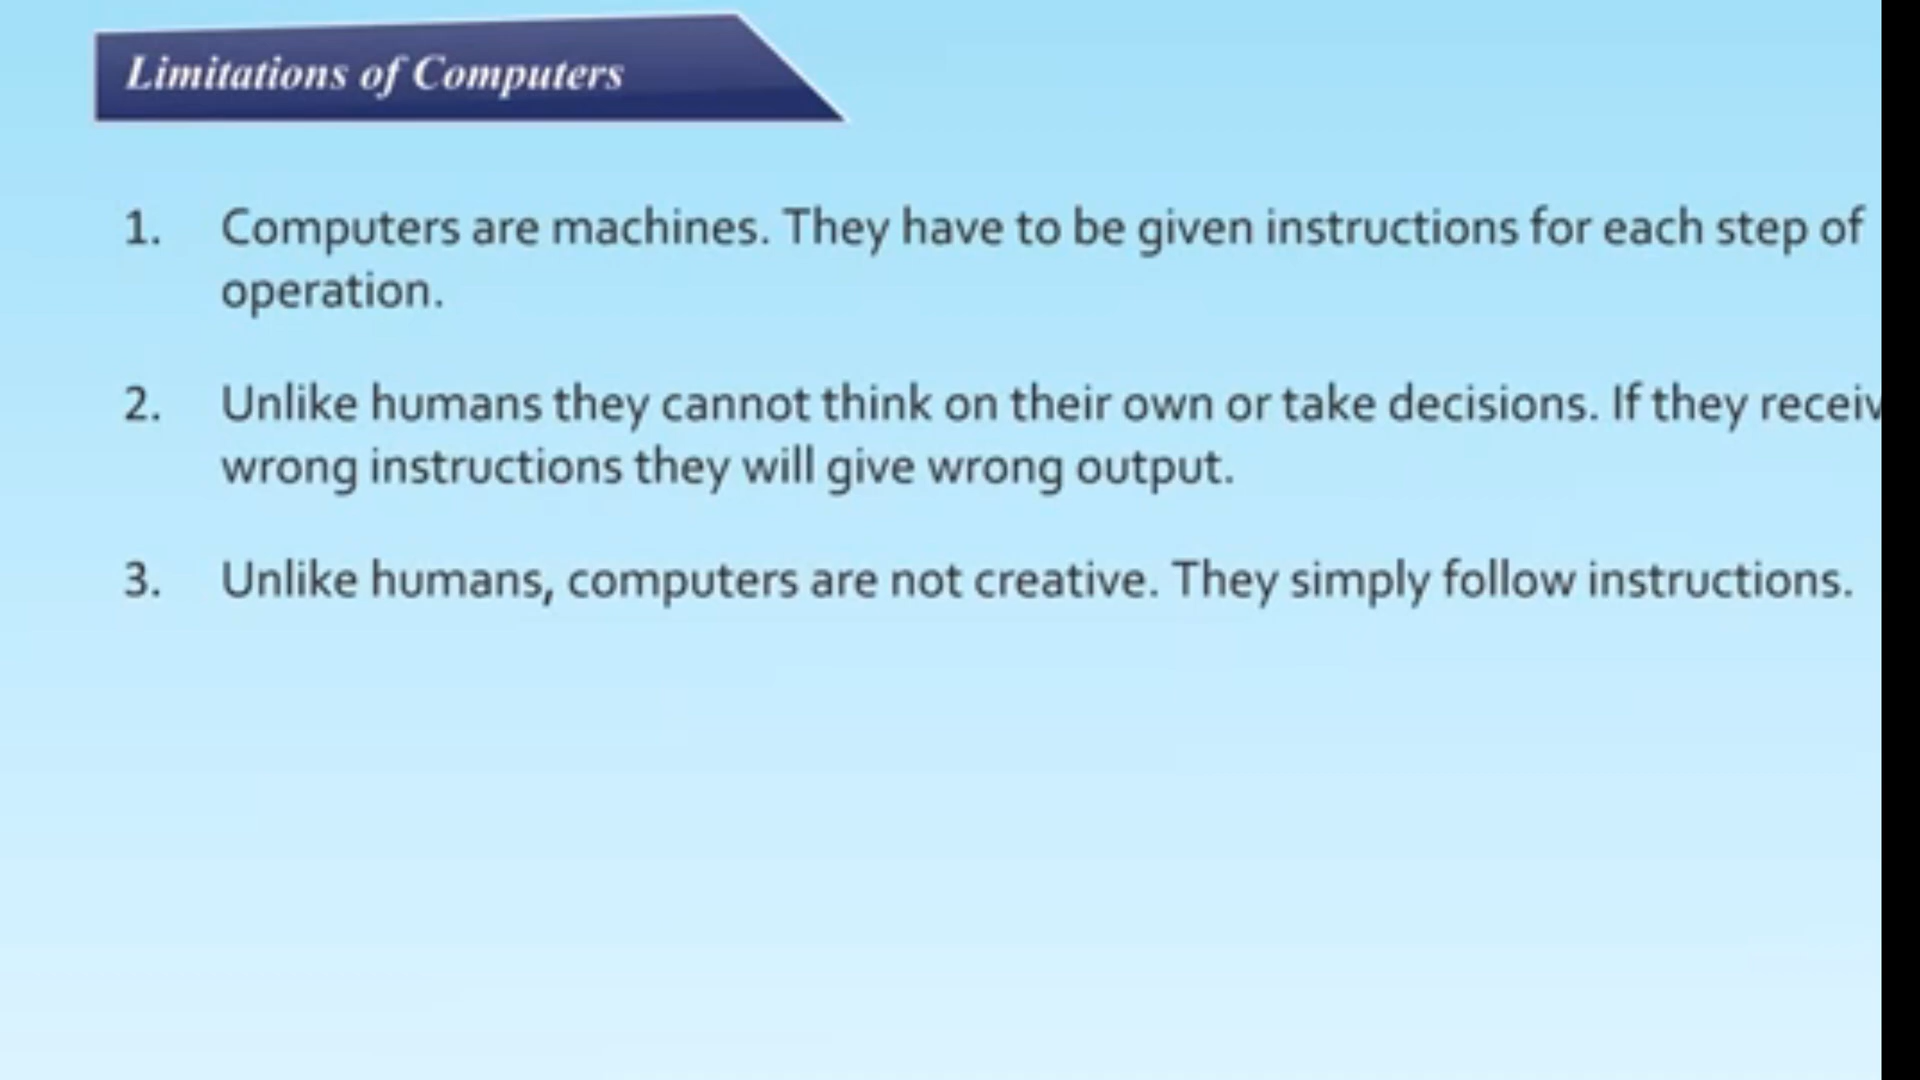 Limitations of Computers
1. Computers are machines. They have to be given instructions for each step of
operation.
2. Unlike humans they cannot think on their own or take decisions. If they receiv
wrong instructions they will give wrong output.
3. Unlike humans, computers are not creative. They simply follow instructions.